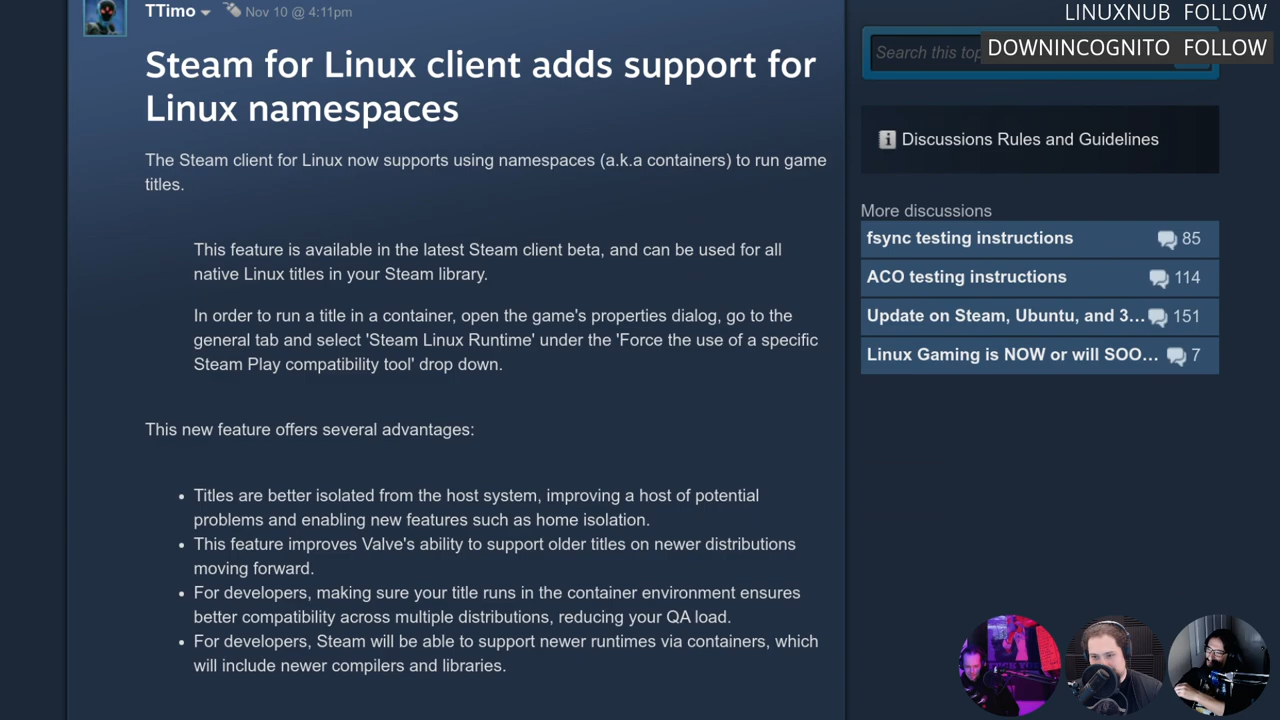 TTimo
Nov 10 @ 4:11pm
Steam for Linux client adds support for
Linux namespaces
The Steam client for Linux now supports using namespaces (a.k.a containers) to run game
titles.
This feature is available in the latest Steam client beta, and can be used for all
native Linux titles in your Steam library.
In order to run a title in a container, open the game's properties dialog, go to the
general tab and select 'Steam Linux Runtime' under the 'Force the use of a specific
Steam Play compatibility tool' drop down.
This new feature offers several advantages:
• Titles are better isolated from the host system, improving a host of potential
problems and enabling new features such as home isolation.
• This feature improves Valve's ability to support older titles on newer distributions
moving forward.
• For developers, making sure your title runs in the container environment ensures
better compatibility across multiple distributions, reducing your QA load.
• For developers, Steam will be able to support newer runtimes via containers, which
will include newer compilers and libraries.
LINUXNUB FOLLOW
DOWNINCOGNITO FOLLOW
Search this top
Discussions Rules and Guidelines
More discussions
fsync testing instructions 85
ACO testing instructions 114
Update on Steam, Ubuntu, and 3... 151
Linux Gaming is NOW or will SOO... 7